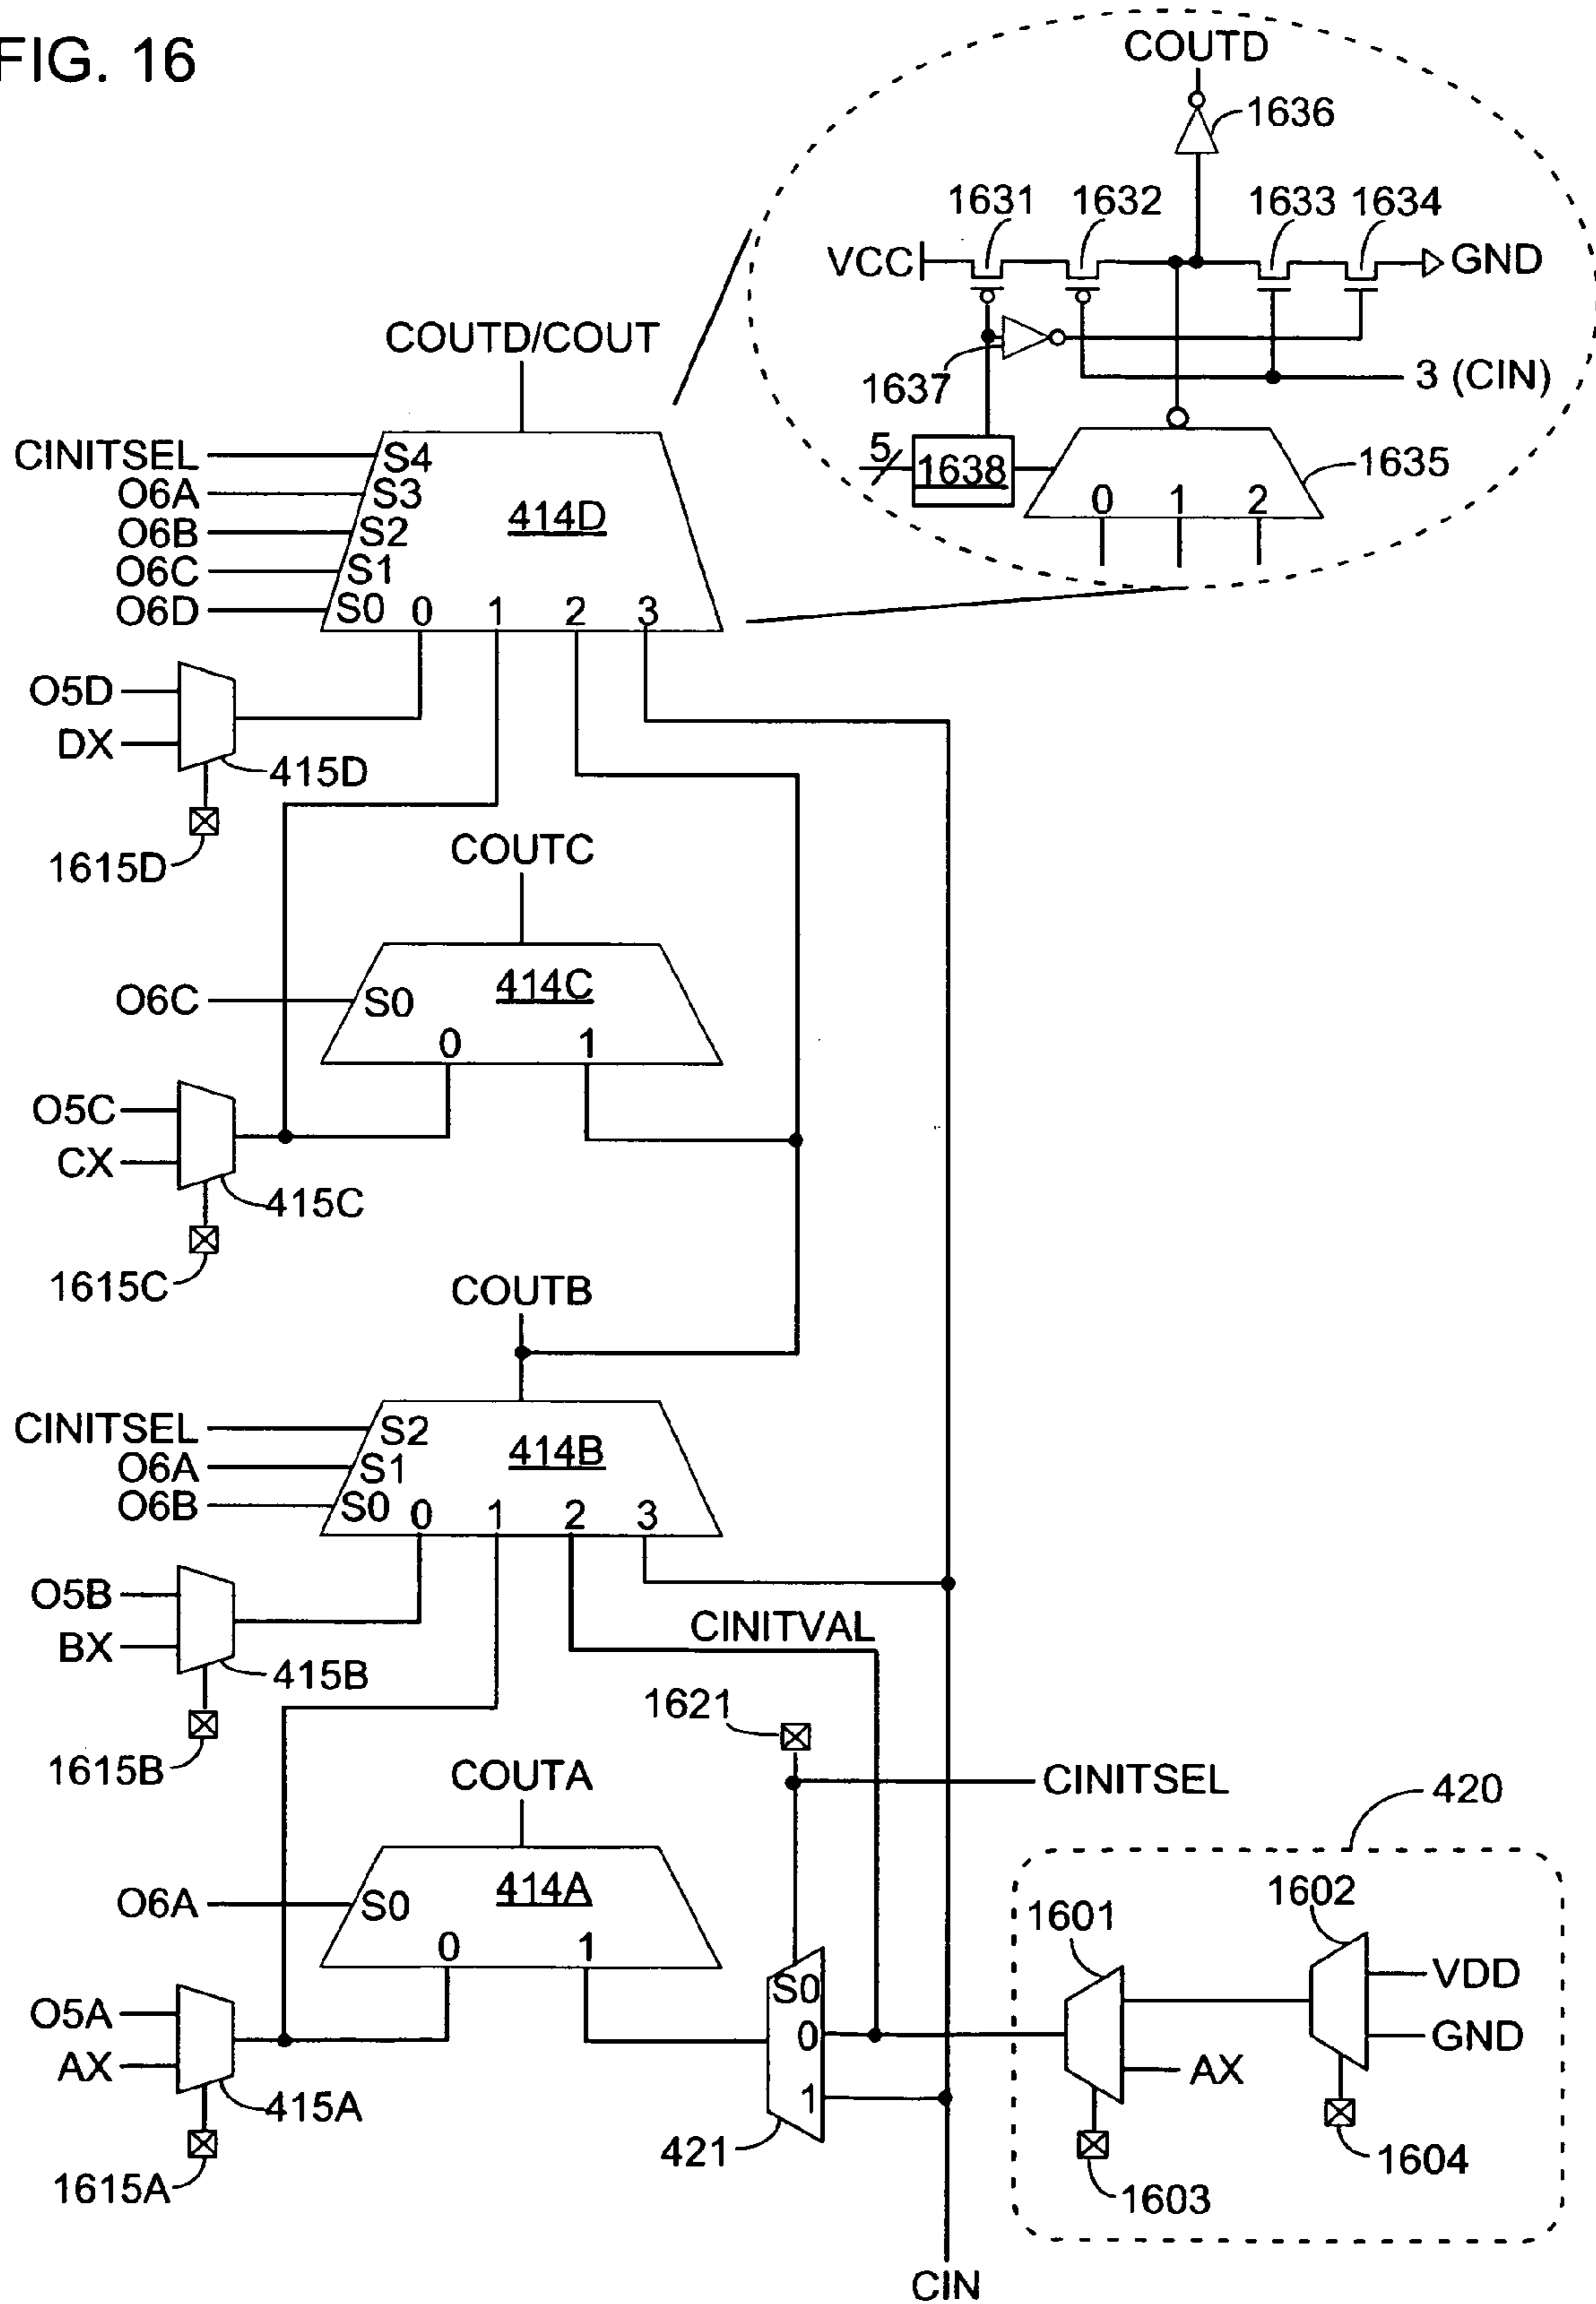 FIG. 16
COUTD
1636
1631 1632 1633 1634
VCC
GND
1637
3 (CIN)
5
1638
1635
0 1 2
COUTD/COUT
CINITSEL
S4
O6A
S3
O6B
S2
O6C
S1
O6D
S0
414D
0 1 2 3
O5D
DX
415D
1615D
COUTC
O6C
S0
414C
0 1
O5C
CX
415C
1615C
COUTB
CINITSEL
S2
O6A
S1
O6B
S0
414B
0 1 2 3
O5B
BX
415B
1615B
CINITVAL
1621
CINITSEL
COUTA
O6A
S0
414A
0 1
O5A
AX
415A
1615A
S0
0
1
421
420
1601
1602
VDD
GND
AX
1603
1604
CIN